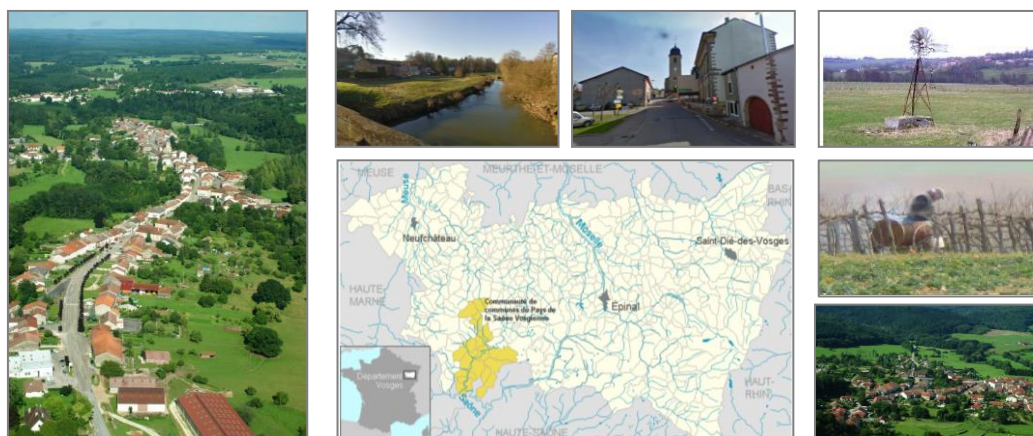 MEUSE
MEURTHE-ET-MOSELLE
BAS-
RHIN
Meuse
Moselle
Neufchâteau
Saint-Dié-des-Vosges
HAUTE-
MARNE
Communauté de
communes du Pays de
la Saône Vosgienne
Epinal
Département
Vosges
Saône
HAUT-
RHIN
HAUTE-SAÔNE